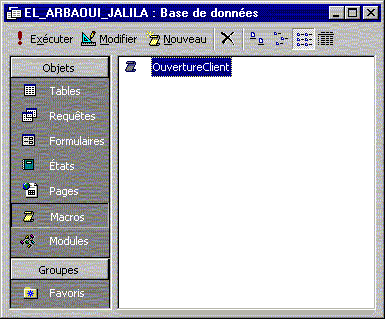 EL_ARBAOUI_JALILA : Base de données
Exécuter Modifier Nouveau
Objets
Tables
Requêtes
Formulaires
États
Pages
Macros
Modules
Groupes
Favoris
OuvertureClient